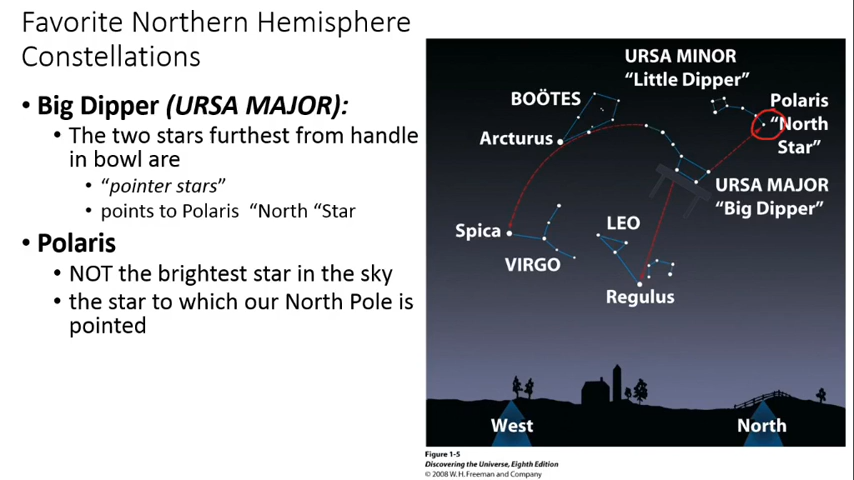 Favorite Northern Hemisphere
Constellations
• Big Dipper (URSA MAJOR):
• The two stars furthest from handle
in bowl are
• "pointer stars"
• points to Polaris "North "Star
• Polaris
• NOT the brightest star in the sky
• the star to which our North Pole is
pointed
URSA MINOR
"Little Dipper"
BOÖTES
Polaris
"North
Star"
Arcturus
URSA MAJOR
"Big Dipper"
Spica
LEO
VIRGO
Regulus
West
North
Figure 1-5
Discovering the Universe, Eighth Edition
© 2008 W. H. Freeman and Company